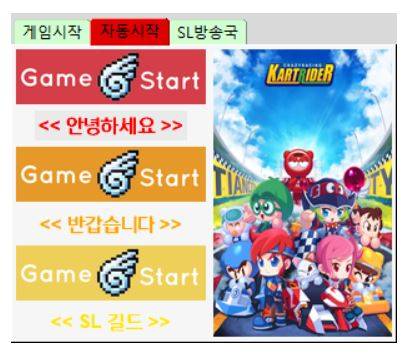 게임시작 자동시작 SL방송국
Game Start
<< 안녕하세요 >>
Game Start
<< 반갑습니다 >>
Game Start
<< SL 길드 >>
CRAZYRACING
KARTRIDER